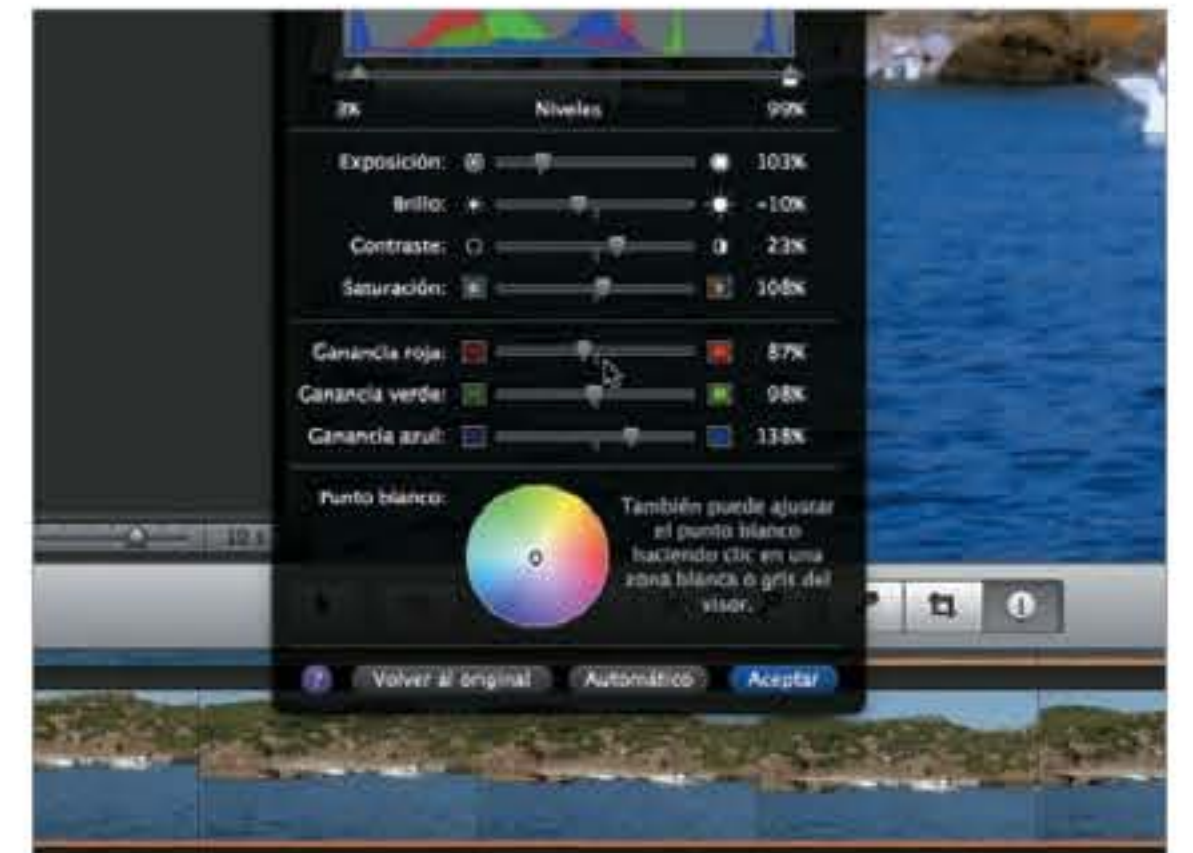 3% Niveles 99%
Exposición: 103%
Brillo: -10%
Contraste: 23%
Saturación: 108%
Ganancia roja: 87%
Ganancia verde: 98%
Ganancia azul: 138%
Punto blanco:
También puede ajustar
el punto blanco
haciendo clic en una
zona blanca o gris del
visor.
10 s
? Volver al original Automático Aceptar